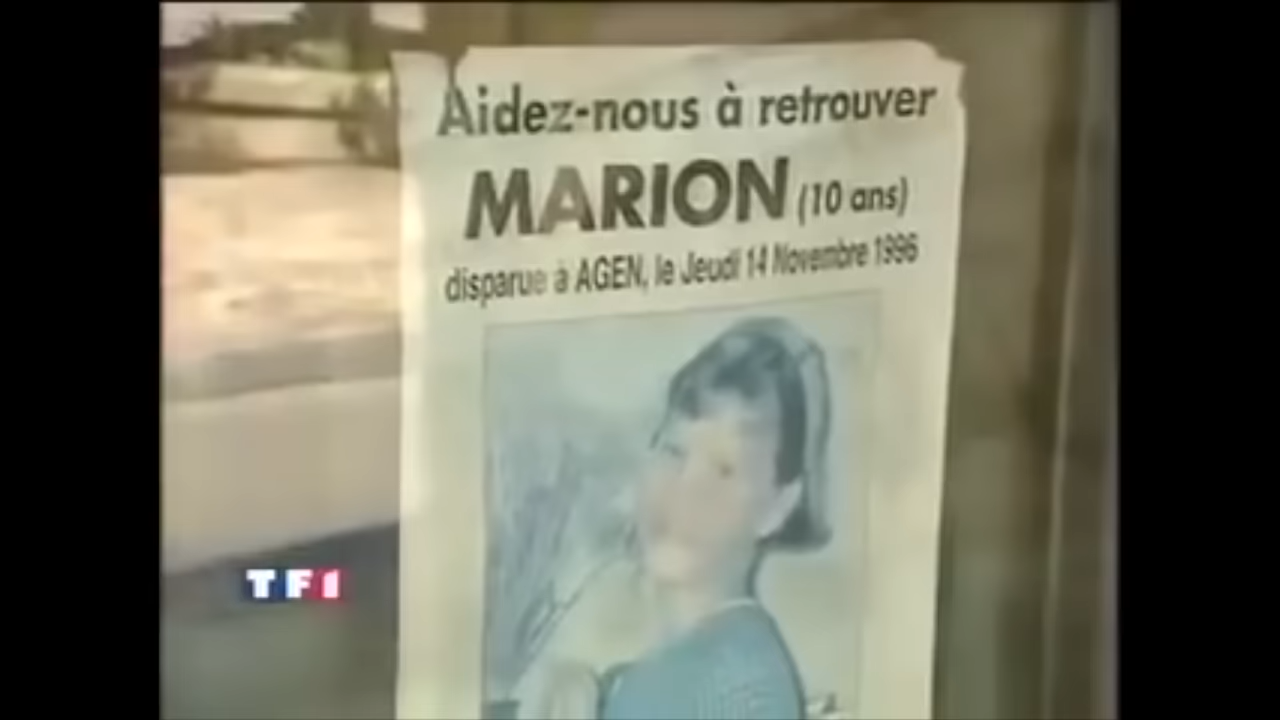 Aidez-nous à retrouver
MARION (10 ans)
disparue à AGEN, le Jeudi 14 Novembre 1996
TF1